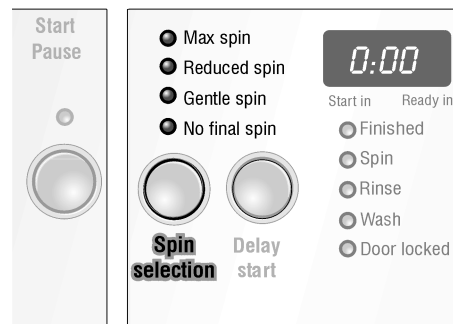 Start
Pause
Max spin
Reduced spin
Gentle spin
No final spin
0:00
Start in Ready in
Finished
Spin
Rinse
Wash
Door locked
Spin
selection
Delay
start